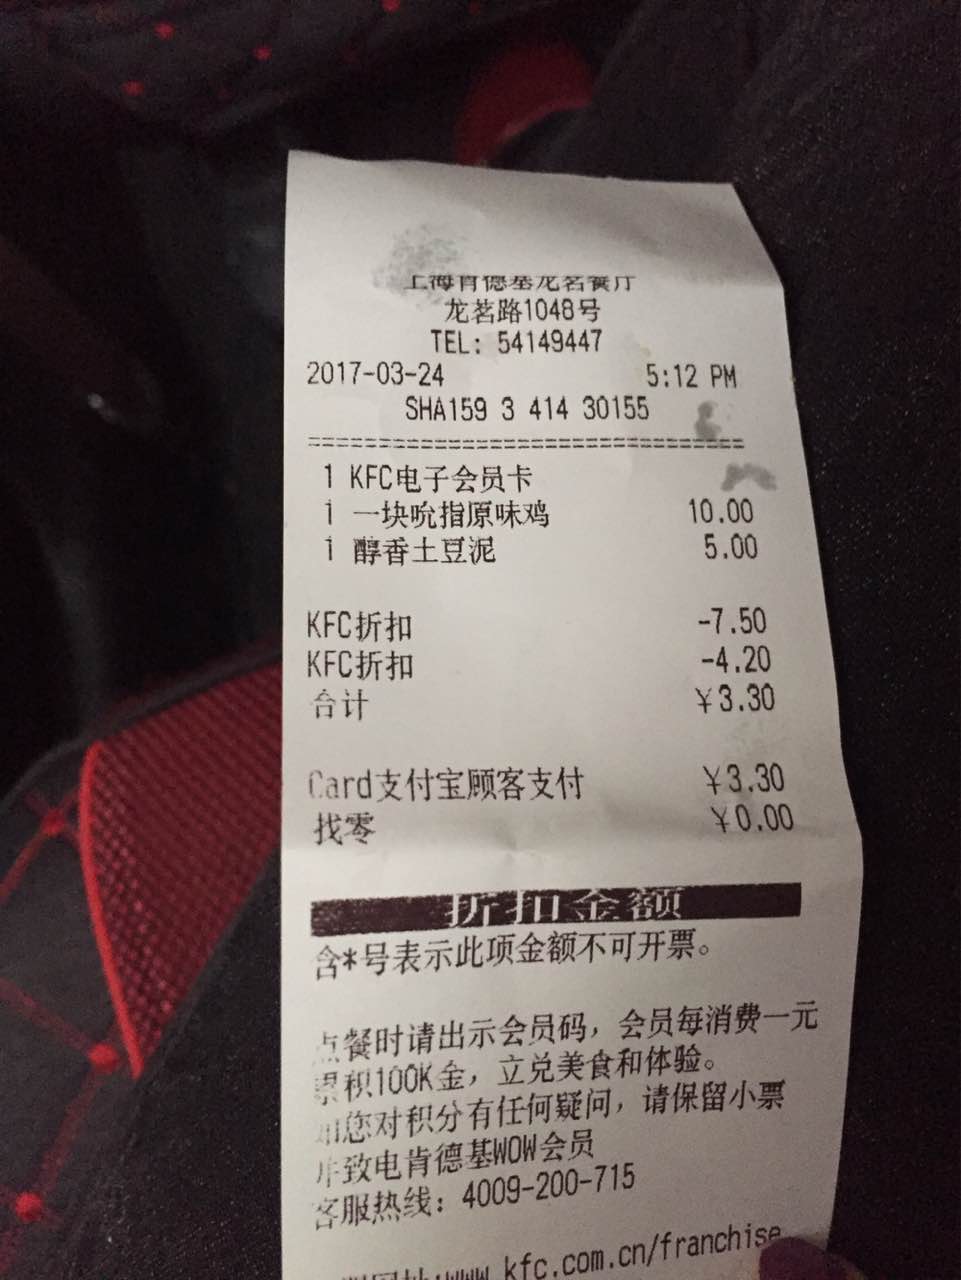 上海肯德基龙茗餐厅
龙茗路1048号
TEL: 54149447
2017-03-24 5:12 PM
SHA159 3 414 30155
===============================
1 KFC电子会员卡
1 一块吮指原味鸡 10.00
1 醇香土豆泥 5.00
KFC折扣 -7.50
KFC折扣 -4.20
合计 ¥3.30
Card支付宝顾客支付 ¥3.30
找零 ¥0.00
折扣金额
含*号表示此项金额不可开票。
点餐时请出示会员码，会员每消费一元
累积100K金，立兑美食和体验。
如您对积分有任何疑问，请保留小票
并致电肯德基WOW会员
客服热线：4009-200-715
网址:www.kfc.com.cn/franchise